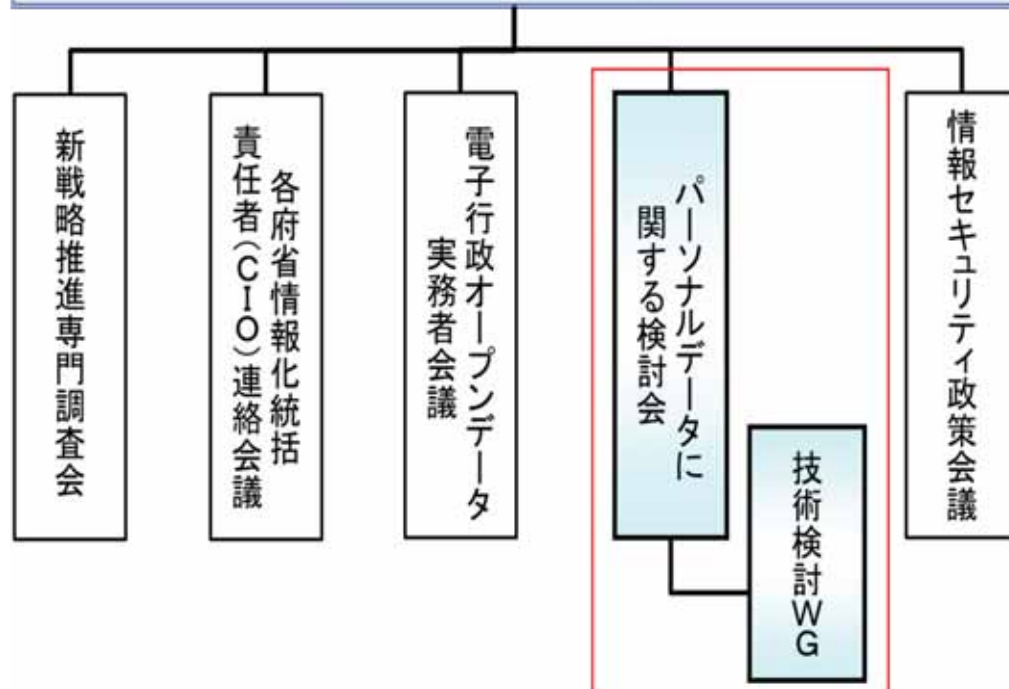 新戦略推進専門調査会
各府省情報化統括
責任者(CIO)連絡会議
電子行政オープンデータ
実務者会議
パーソナルデータに
関する検討会
技術検討WG
情報セキュリティ政策会議